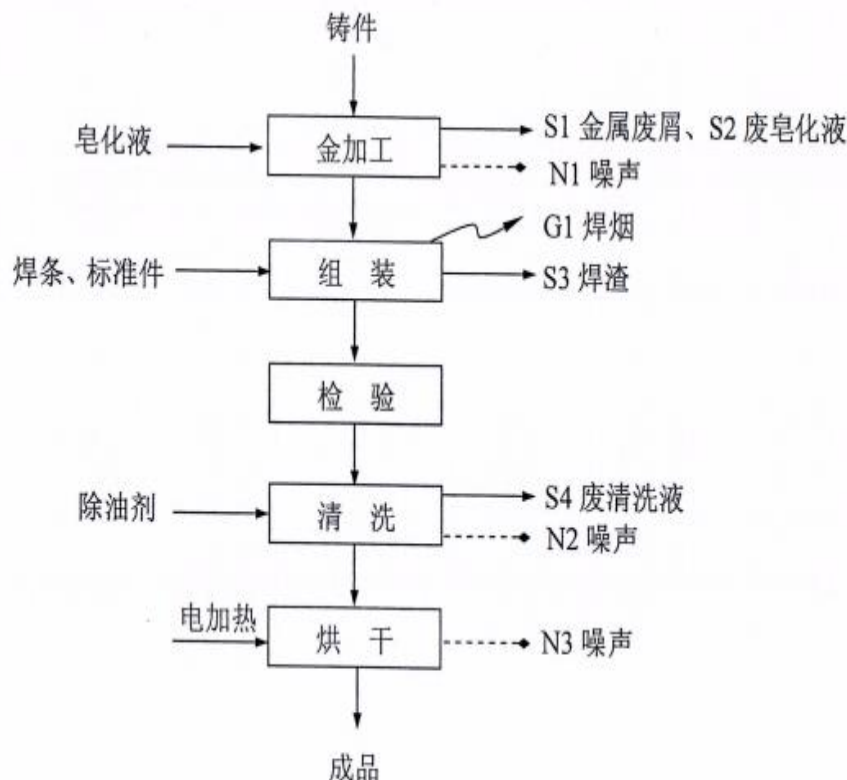 铸件
皂化液
金加工
S1 金属废屑、S2 废皂化液
N1 噪声
G1 焊烟
焊条、标准件
组 装
S3 焊渣
检 验
除油剂
清 洗
S4 废清洗液
N2 噪声
电加热
烘 干
N3 噪声
成品